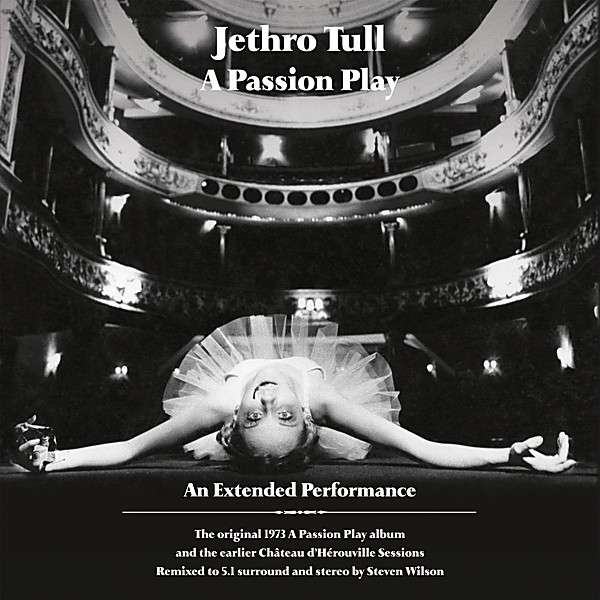 Jethro Tull
A Passion Play
An Extended Performance
The original 1973 A Passion Play album
and the earlier Château d'Hérouville Sessions
Remixed to 5.1 surround and stereo by Steven Wilson